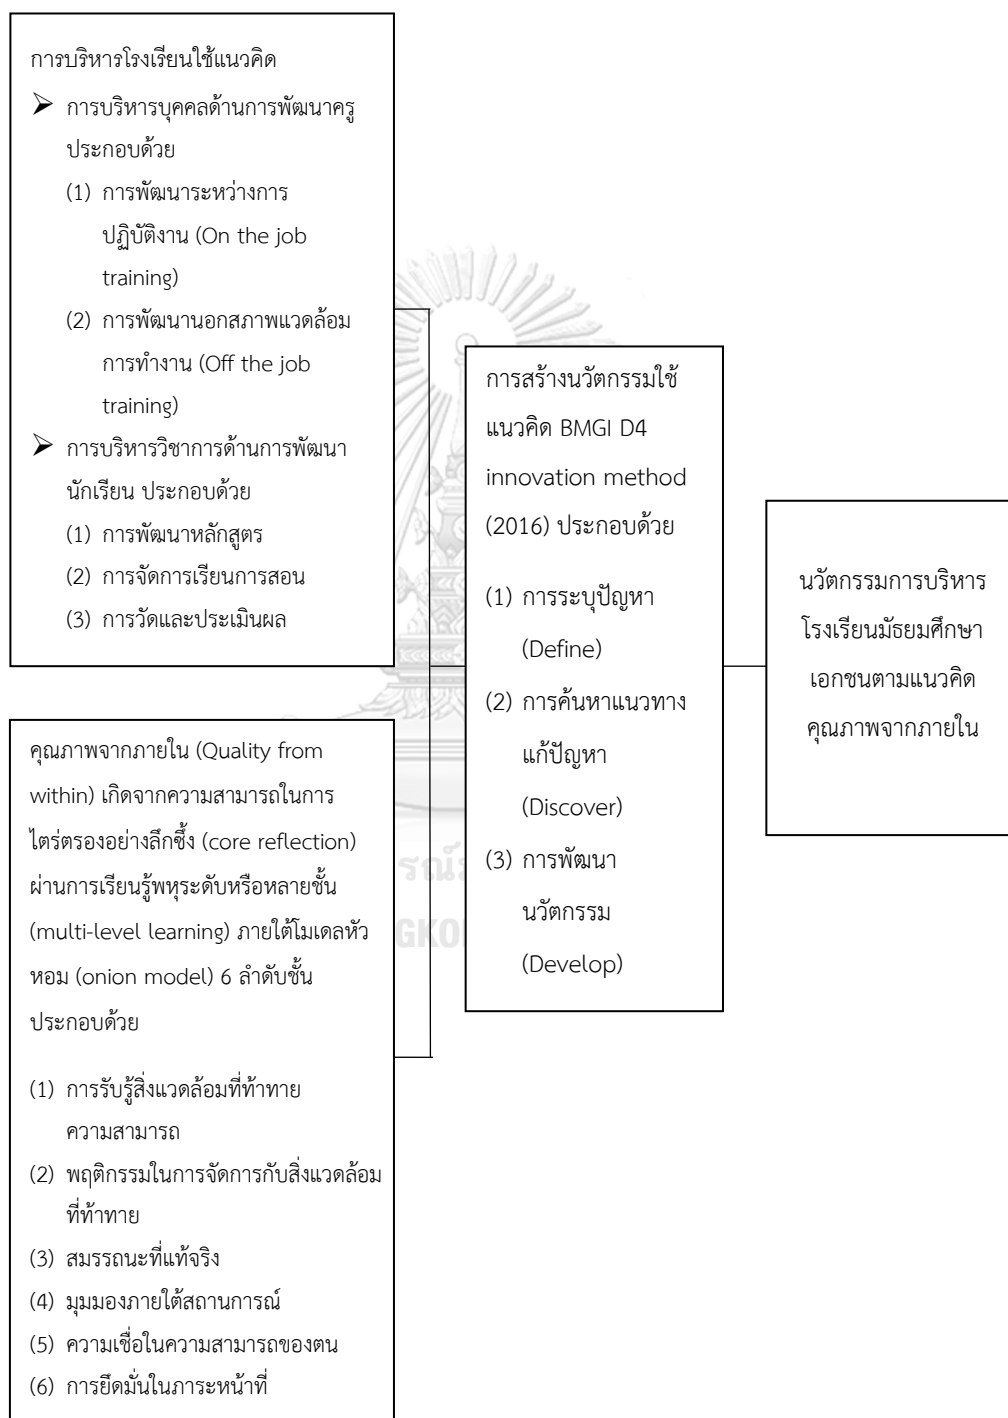 การบริหารโรงเรียนใช้แนวคิด
➢ การบริหารบุคคลด้านการพัฒนาครู
ประกอบด้วย
(1) การพัฒนาระหว่างการ
ปฏิบัติงาน (On the job
training)
(2) การพัฒนานอกสภาพแวดล้อม
การทำงาน (Off the job
training)
➢ การบริหารวิชาการด้านการพัฒนา
นักเรียน ประกอบด้วย
(1) การพัฒนาหลักสูตร
(2) การจัดการเรียนการสอน
(3) การวัดและประเมินผล
คุณภาพจากภายใน (Quality from
within) เกิดจากความสามารถในการ
ไตร่ตรองอย่างลึกซึ้ง (core reflection)
ผ่านการเรียนรู้พหุระดับหรือหลายชั้น
(multi-level learning) ภายใต้โมเดลหัว
หอม (onion model) 6 ลำดับชั้น
ประกอบด้วย
(1) การรับรู้สิ่งแวดล้อมที่ท้าทาย
ความสามารถ
(2) พฤติกรรมในการจัดการกับสิ่งแวดล้อม
ที่ท้าทาย
(3) สมรรถนะที่แท้จริง
(4) มุมมองภายใต้สถานการณ์
(5) ความเชื่อในความสามารถของตน
(6) การยึดมั่นในภาระหน้าที่
การสร้างนวัตกรรมใช้
แนวคิด BMGI D4
innovation method
(2016) ประกอบด้วย
(1) การระบุปัญหา
(Define)
(2) การค้นหาแนวทาง
แก้ปัญหา
(Discover)
(3) การพัฒนา
นวัตกรรม
(Develop)
นวัตกรรมการบริหาร
โรงเรียนมัธยมศึกษา
เอกชนตามแนวคิด
คุณภาพจากภายใน